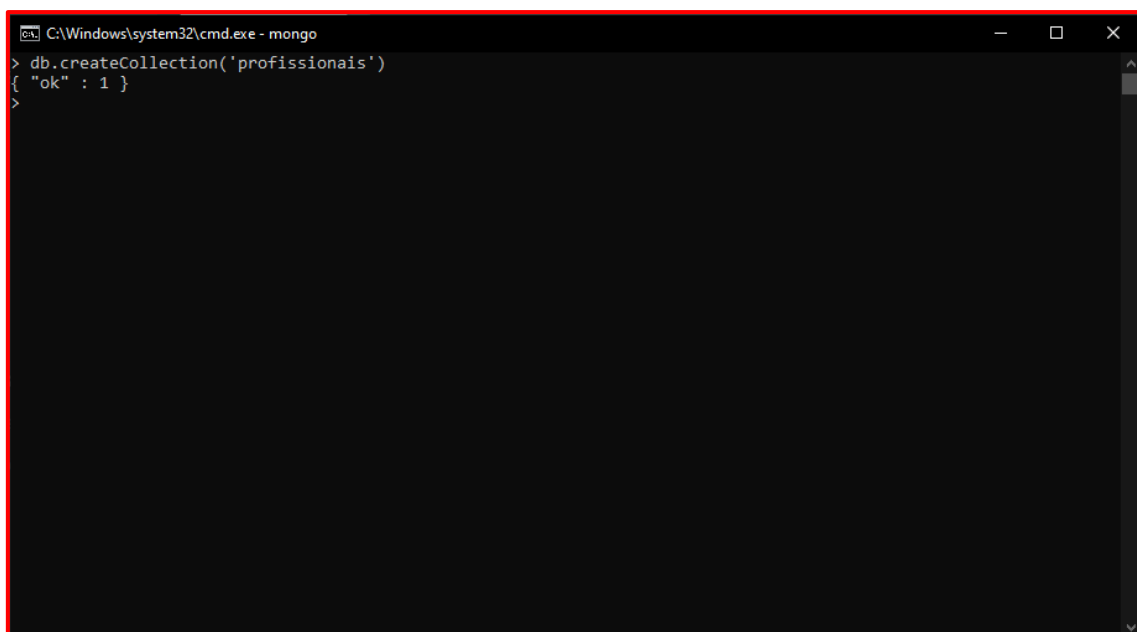 C:\Windows\system32\cmd.exe - mongo
> db.createCollection('profissionais')
{ "ok" : 1 }
>